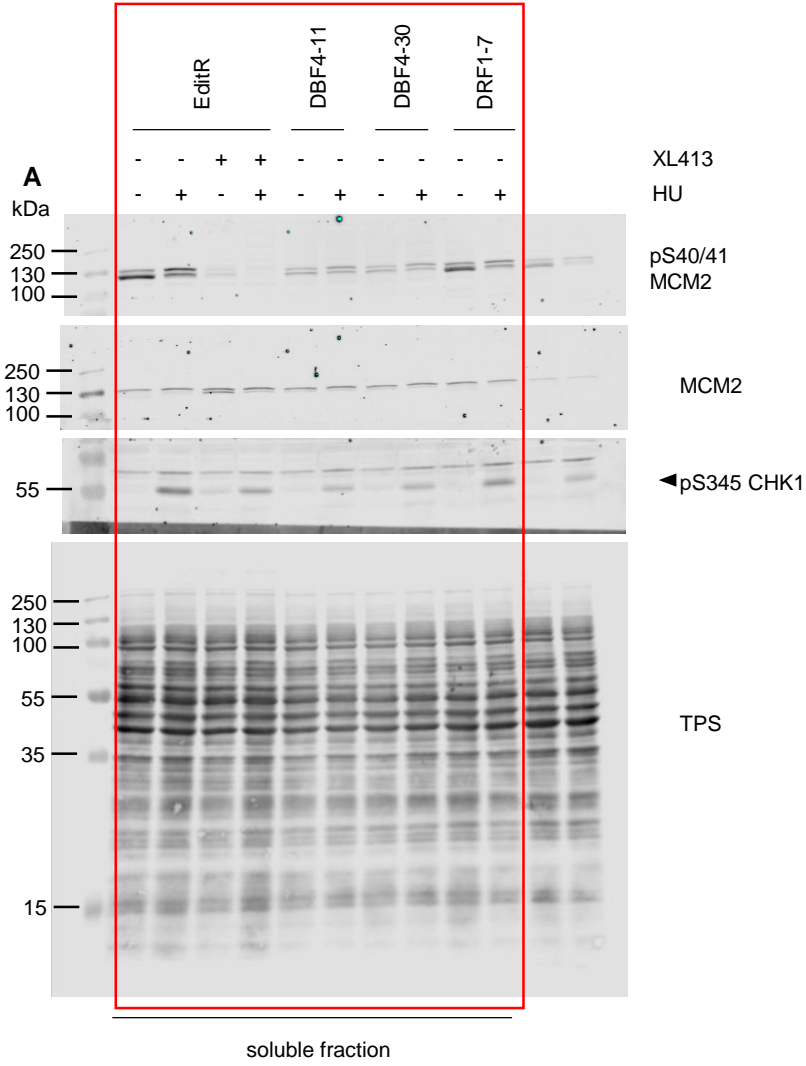 EditR DBF4-11 DBF4-30 DRF1-7
- - + + - - - - - - XL413
A
kDa
- + - + - + - + - + HU
250
130
100
pS40/41
MCM2
250
130
100
MCM2
55
pS345 CHK1
250
130
100
55
35
15
TPS
soluble fraction